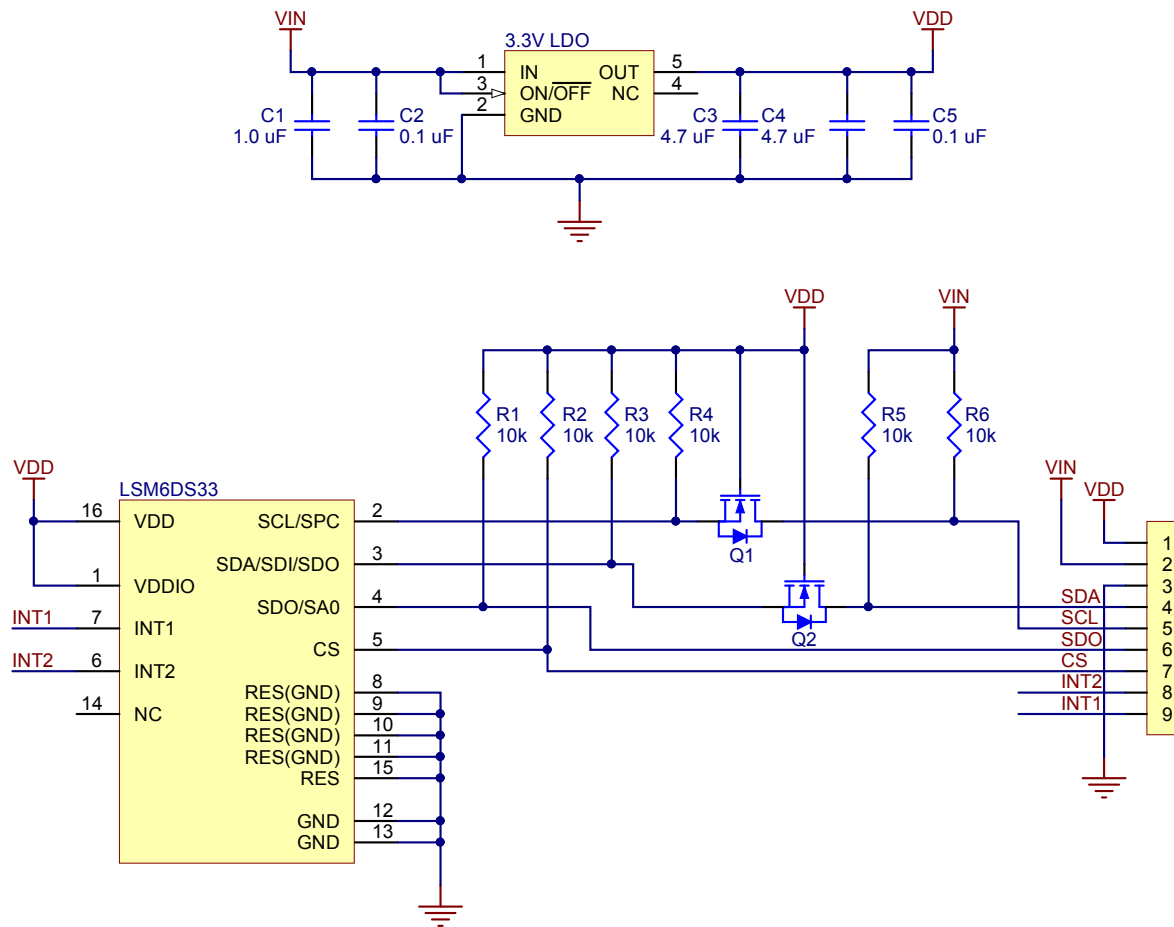 VIN
VDD
3.3V LDO
1 IN OUT 5
3 ON/OFF NC 4
2 GND
C1 C2 C3 C4 C5
1.0 uF 0.1 uF 4.7 uF 4.7 uF 0.1 uF
VDD VIN
R1 R2 R3 R4 R5 R6
10k 10k 10k 10k 10k 10k
VDD
LSM6DS33
VIN
VDD
16 VDD SCL/SPC 2
Q1
1
2
SDA/SDI/SDO 3
1 VDDIO
3
SDO/SA0 4
SDA 4
INT1 7 INT1
SCL 5
Q2
CS 5
SDO 6
INT2 6 INT2
CS 7
RES(GND) 8
INT2 8
14 NC RES(GND) 9
INT1 9
RES(GND) 10
RES(GND) 11
RES 15
GND 12
GND 13